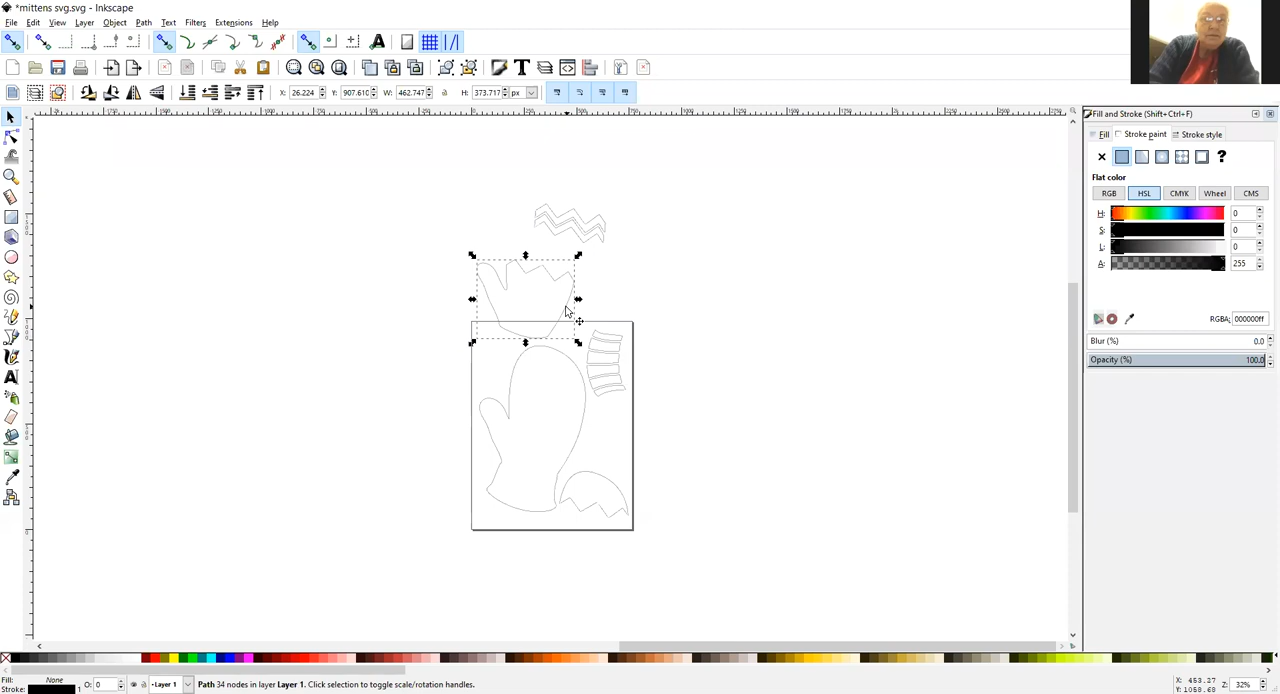 *mittens svg.svg - Inkscape
File Edit View Layer Object Path Text Filters Extensions Help
X: 26.224 Y: 907.610 W: 462.747 H: 373.717 px
Fill and Stroke (Shift+Ctrl+F)
Fill Stroke paint Stroke style
?
Flat color
RGB HSL CMYK Wheel CMS
H: 0
S: 0
L: 0
A: 255
RGBA: 000000ff
Blur (%) 0.0
Opacity (%) 100.0
Fill: None
Stroke: 1
O: 0
Layer 1
Path 34 nodes in layer Layer 1. Click selection to toggle scale/rotation handles.
X: 453.27
Y: 1050.60
Z: 32%